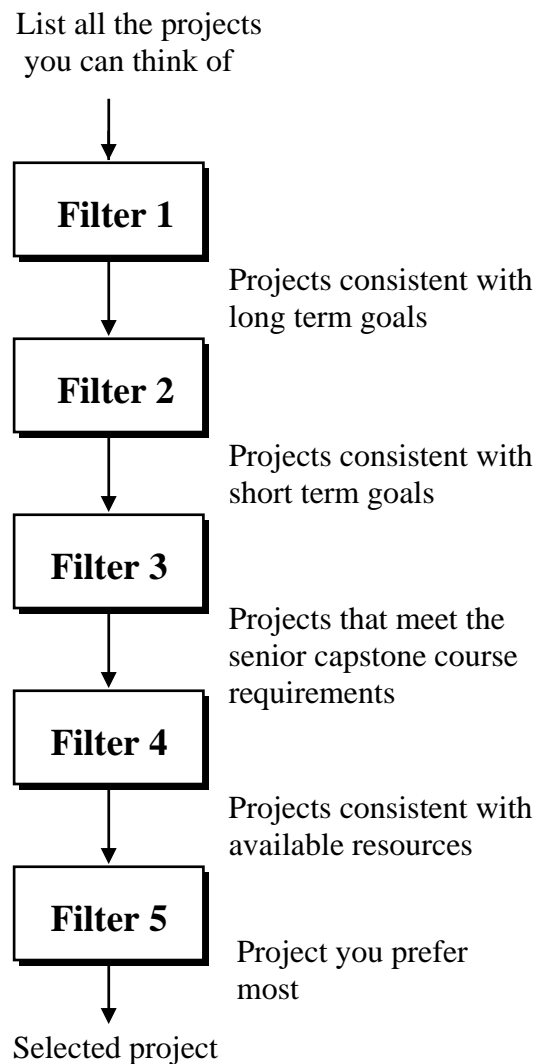 List all the projects
you can think of
Filter 1
Projects consistent with
long term goals
Filter 2
Projects consistent with
short term goals
Filter 3
Projects that meet the
senior capstone course
requirements
Filter 4
Projects consistent with
available resources
Filter 5
Project you prefer
most
Selected project